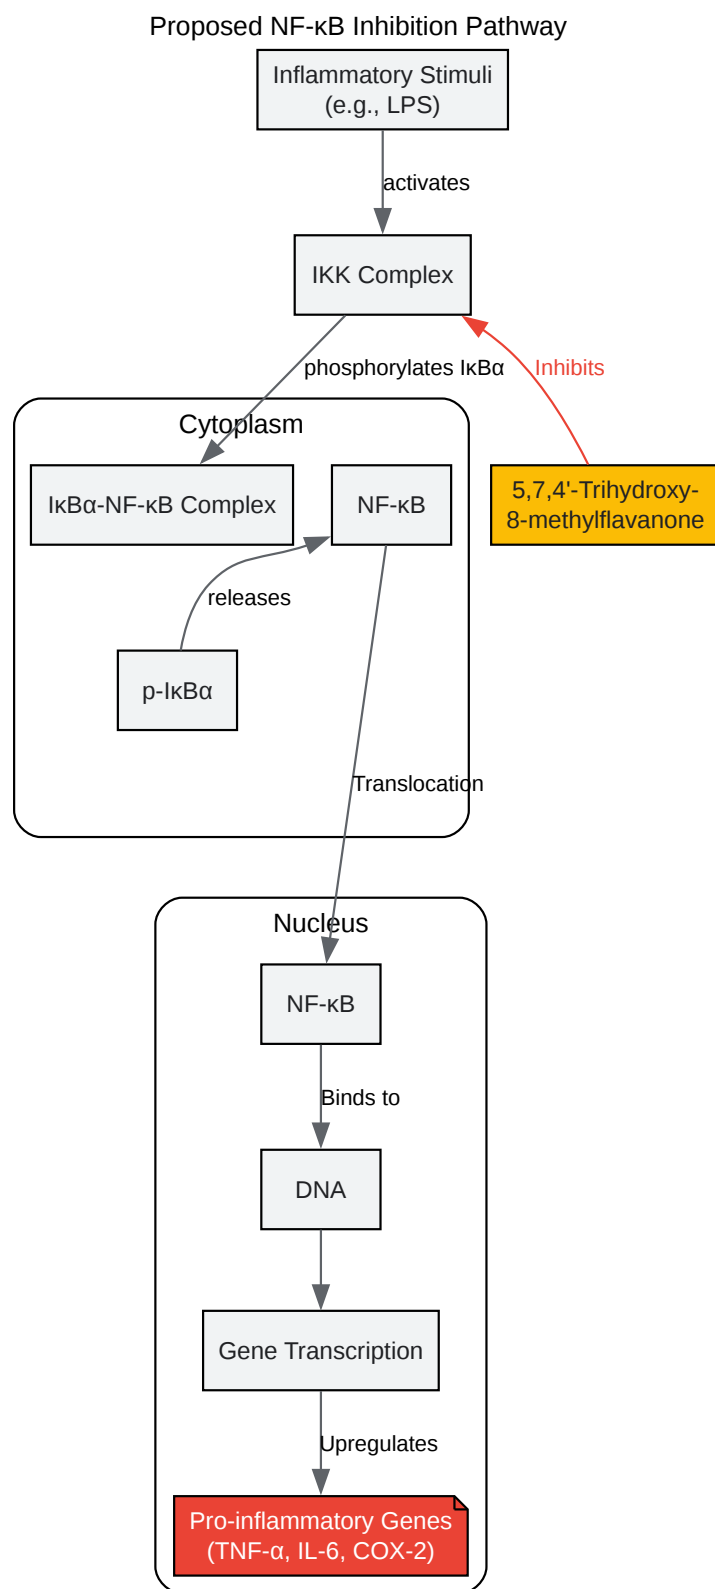 Proposed NF-κB Inhibition Pathway
Inflammatory Stimuli
(e.g., LPS)
activates
IKK Complex
phosphorylates IκBα
Inhibits
Cytoplasm
IκBα-NF-κB Complex
NF-κB
5,7,4'-Trihydroxy-
8-methylflavanone
releases
p-IκBα
Translocation
Nucleus
NF-κB
Binds to
DNA
Gene Transcription
Upregulates
Pro-inflammatory Genes
(TNF-α, IL-6, COX-2)